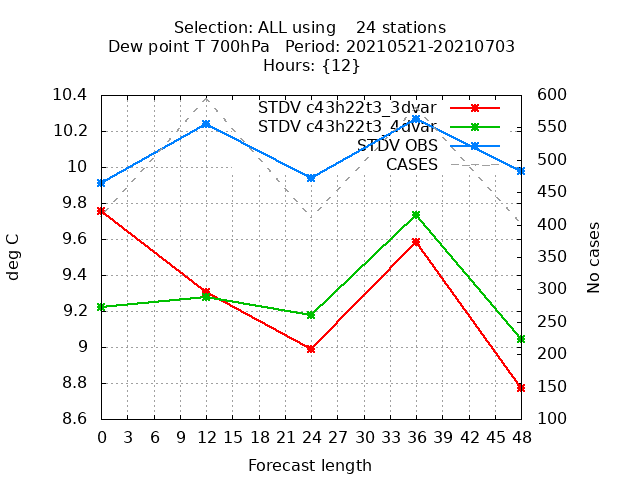 Selection: ALL using    24 stations
Dew point T 700hPa   Period: 20210521-20210703
Hours: {12}
STDV c43h22t3_3dvar
STDV c43h22t3_4dvar
STDV OBS
CASES
10.4
10.2
10
9.8
9.6
9.4
9.2
9
8.8
8.6
deg C
600
550
500
450
400
350
300
250
200
150
100
No cases
0 3 6 9 12 15 18 21 24 27 30 33 36 39 42 45 48
Forecast length